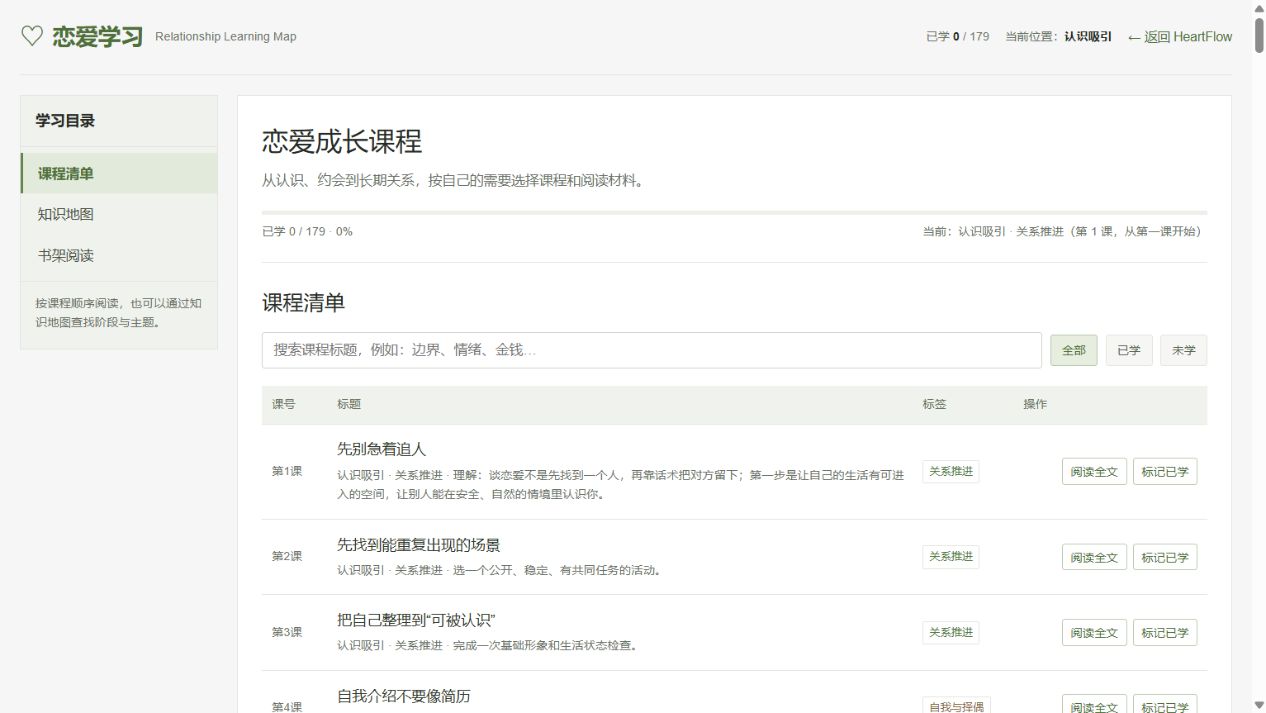 恋爱学习 Relationship Learning Map
已学 0 / 179 当前位置：认识吸引 ← 返回 HeartFlow
学习目录
课程清单
知识地图
书架阅读
按课程顺序阅读，也可以通过知
识地图查找阶段与主题。
恋爱成长课程
从认识、约会到长期关系，按自己的需要选择课程和阅读材料。
已学 0 / 179 · 0%
当前：认识吸引 · 关系推进（第 1 课，从第一课开始）
课程清单
搜索课程标题，例如：边界、情绪、金钱…
全部 已学 未学
课号 标题 标签 操作
第1课
先别急着追人
认识吸引 · 关系推进 · 理解：谈恋爱不是先找到一个人，再靠话术把对方留下；第一步是让自己的生活有可进
入的空间，让别人能在安全、自然的情境里认识你。
关系推进
阅读全文 标记已学
第2课
先找到能重复出现的场景
认识吸引 · 关系推进 · 选一个公开、稳定、有共同任务的活动。
关系推进
阅读全文 标记已学
第3课
把自己整理到“可被认识”
认识吸引 · 关系推进 · 完成一次基础形象和生活状态检查。
关系推进
阅读全文 标记已学
第4课
自我介绍不要像简历
自我与择偶
阅读全文 标记已学